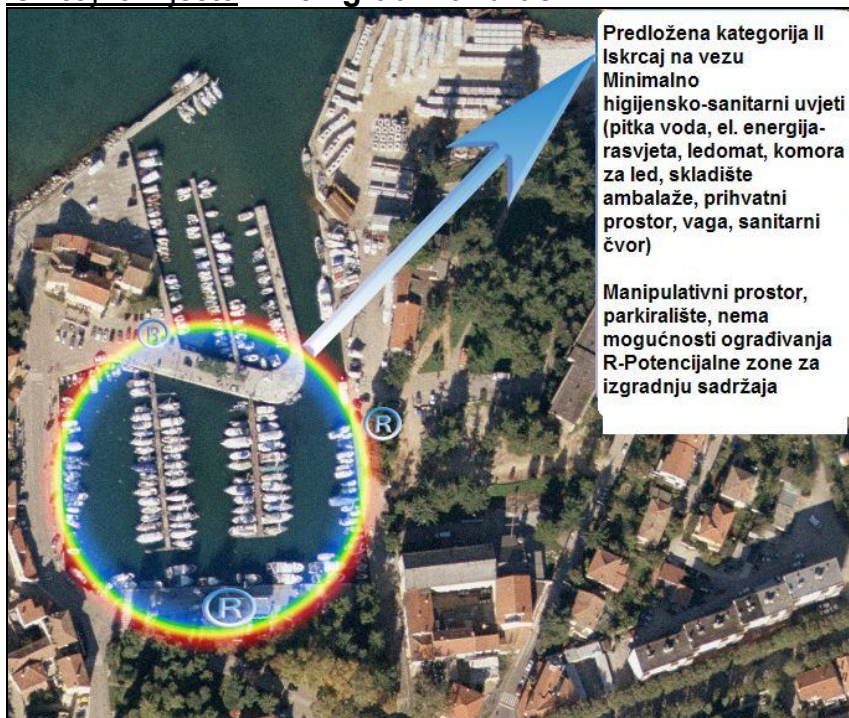 Predložena kategorija II
Iskrcaj na vezu
Minimalno
higijensko-sanitarni uvjeti
(pitka voda, el. energija-
rasvjeta, ledomat, komora
za led, skladište
ambalaže, prihvatni
prostor, vaga, sanitarni
čvor)
Manipulativni prostor,
parkiralište, nema
mogućnosti ograđivanja
R-Potencijalne zone za
izgradnju sadržaja
R
R
R